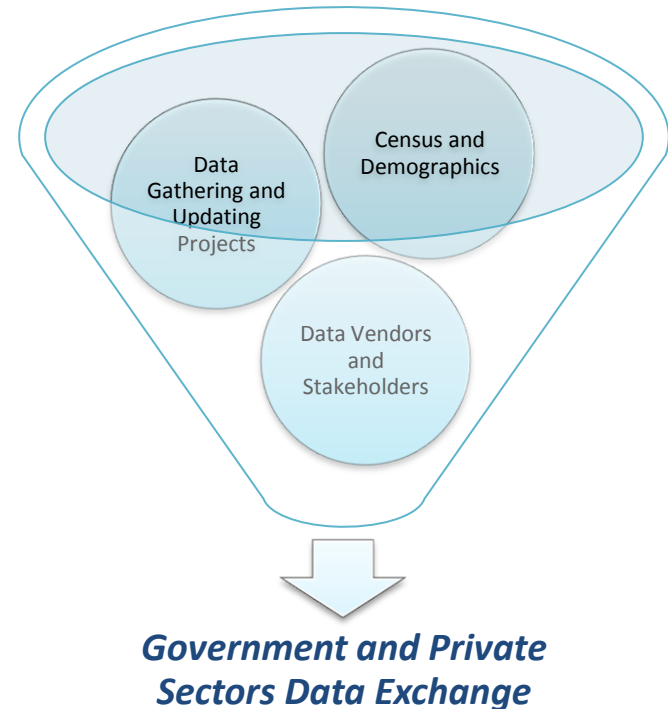 Census and
Demographics
Data
Gathering and
Updating
Projects
Data Vendors
and
Stakeholders
Government and Private
Sectors Data Exchange